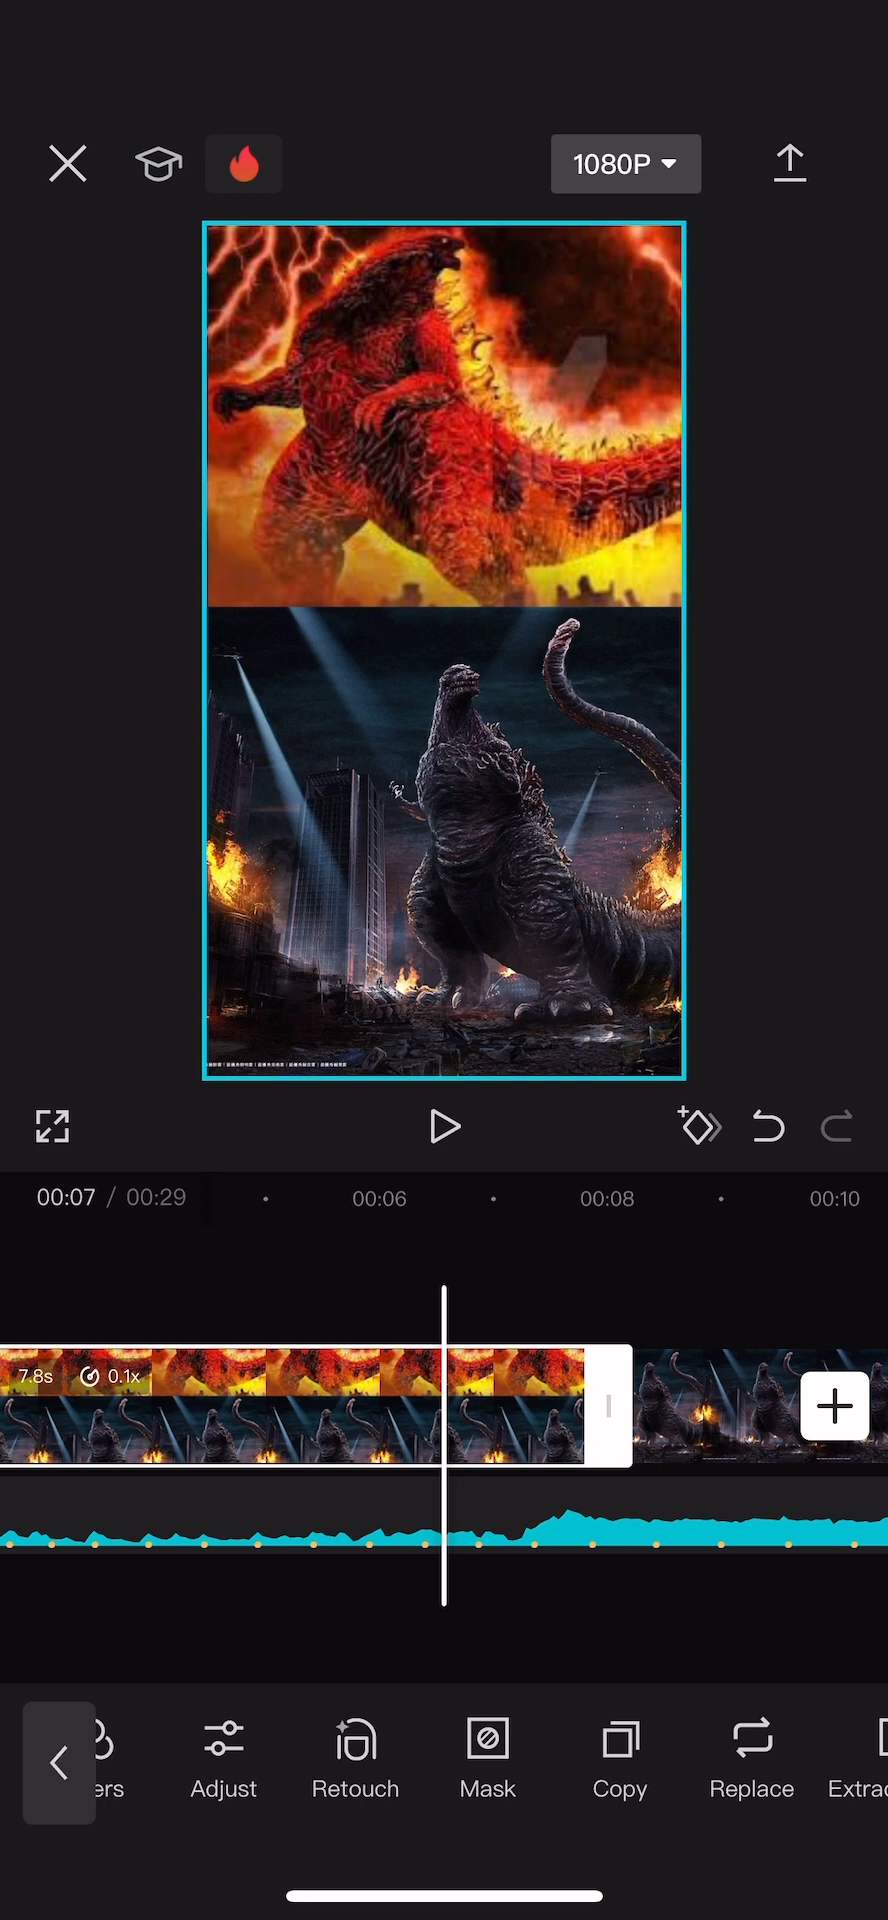 1080P
00:07 / 00:29
00:06
00:08
00:10
7.8s
0.1x
ers
Adjust
Retouch
Mask
Copy
Replace
Extrac